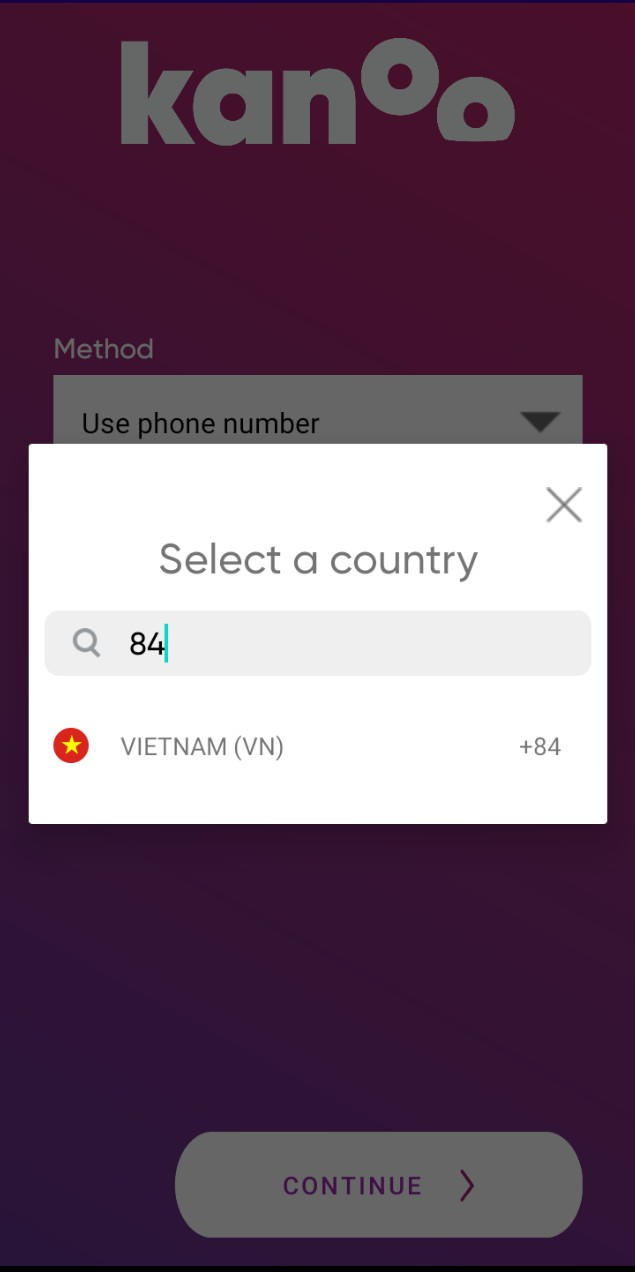 kanoo
Method
Use phone number
Select a country
84
VIETNAM (VN) +84
CONTINUE